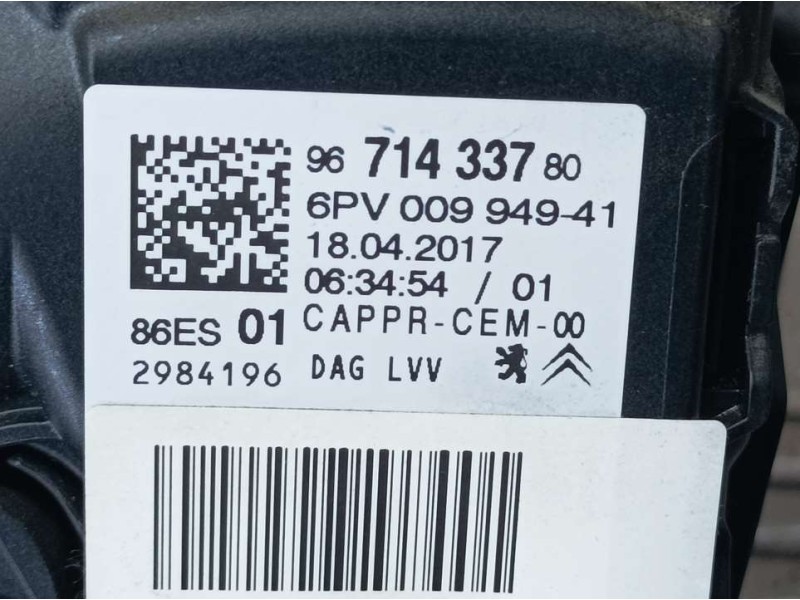 96 714 337 80
6PV 009 949-41
18.04.2017
06:34:54 / 01
86ES 01 CAPPR-CEM-00
2984196 DAG LVV